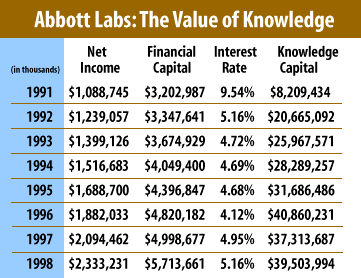 Abbott Labs: The Value of Knowledge
(in thousands) Net Income Financial Capital Interest Rate Knowledge Capital
1991 $1,088,745 $3,202,987 9.54% $8,209,434
1992 $1,239,057 $3,347,641 5.16% $20,665,092
1993 $1,399,126 $3,674,929 4.72% $25,967,571
1994 $1,516,683 $4,049,400 4.69% $28,289,257
1995 $1,688,700 $4,396,847 4.68% $31,686,486
1996 $1,882,033 $4,820,182 4.12% $40,860,231
1997 $2,094,462 $4,998,677 4.95% $37,313,687
1998 $2,333,231 $5,713,661 5.16% $39,503,994